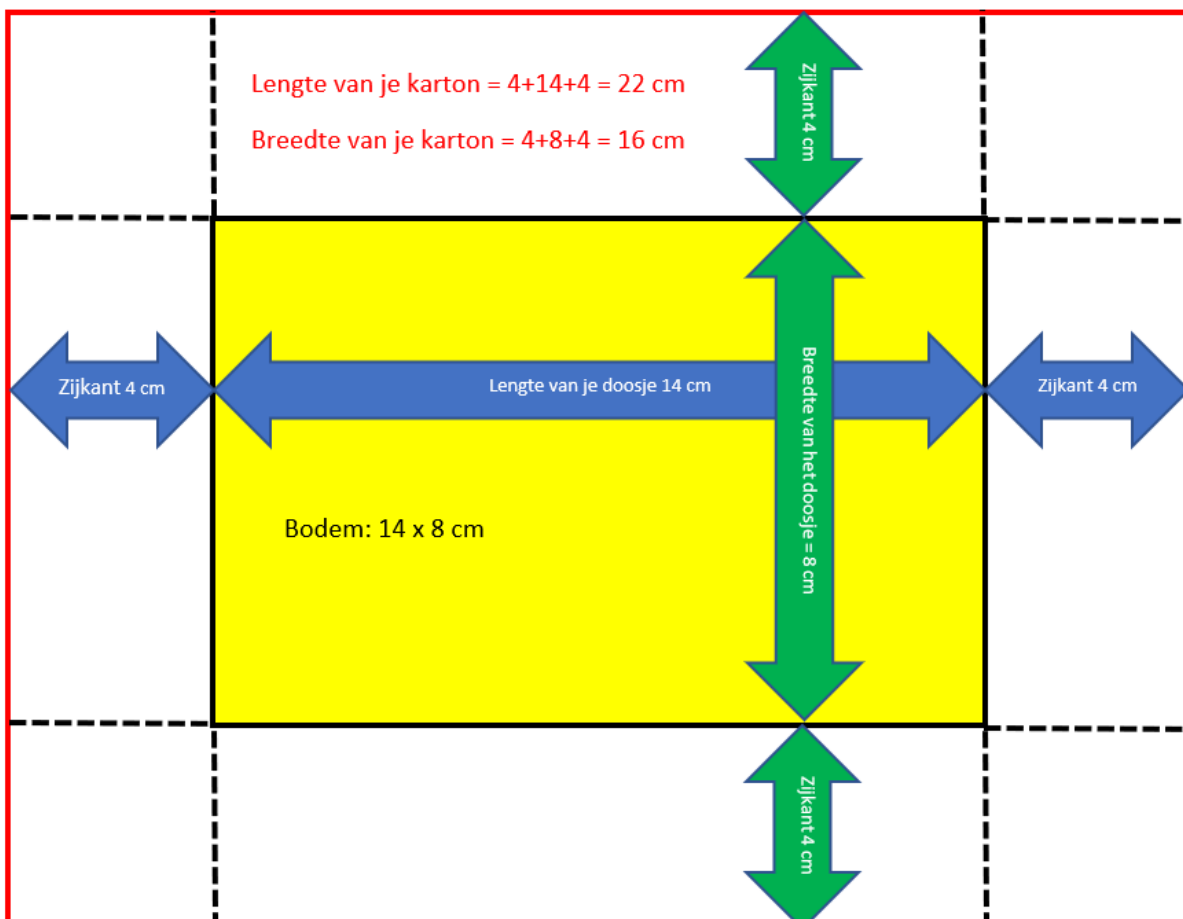 Lengte van je karton = 4+14+4 = 22 cm
Breedte van je karton = 4+8+4 = 16 cm
Zijkant 4 cm
Zijkant 4 cm
Lengte van je doosje 14 cm
Breedte van het doosje = 8 cm
Zijkant 4 cm
Bodem: 14 x 8 cm
Zijkant 4 cm